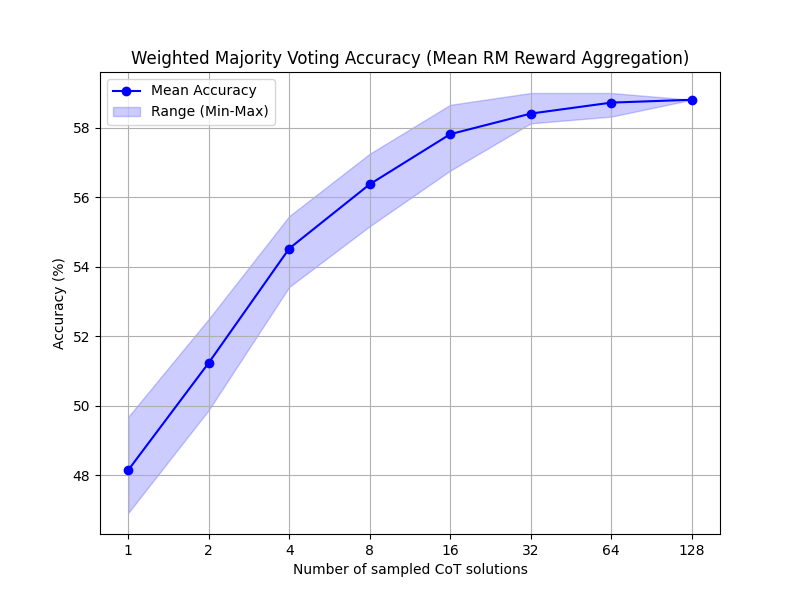 Weighted Majority Voting Accuracy (Mean RM Reward Aggregation)
Mean Accuracy
Range (Min-Max)
58
56
54
52
50
48
Accuracy (%)
1 2 4 8 16 32 64 128
Number of sampled CoT solutions